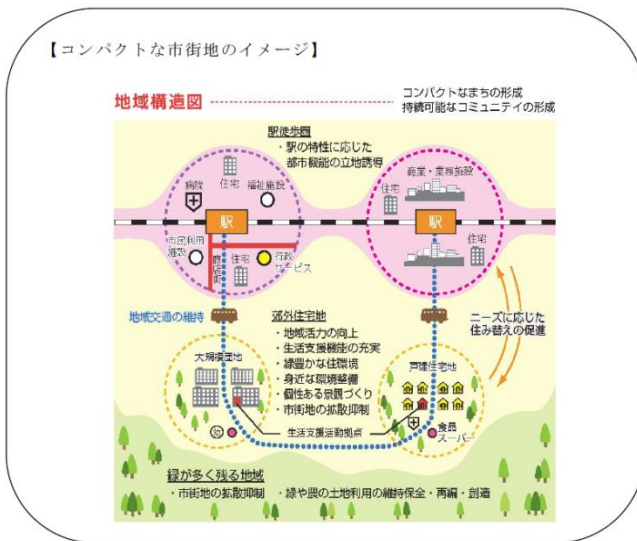 【コンパクトな市街地のイメージ】
地域構造図
コンパクトなまちの形成
持続可能なコミュニティの形成
駅徒歩圏
・駅の特性に応じた
都市機能の立地誘導
病院
住宅
福祉施設
駅
市民利用
施設
商店街
住宅
行政
サービス
商業・業務施設
住宅
駅
住宅
地域交通の維持
ニーズに応じた
住み替えの促進
郊外住宅地
・地域活力の向上
・生活支援機能の充実
・緑豊かな住環境
・身近な環境整備
・個性ある景観づくり
・市街地の拡散抑制
大規模団地
幼
戸建住宅地
生活支援活動拠点
食品
スーパー
緑が多く残る地域
・市街地の拡散抑制 ・緑や農の土地利用の維持保全・再編・創造